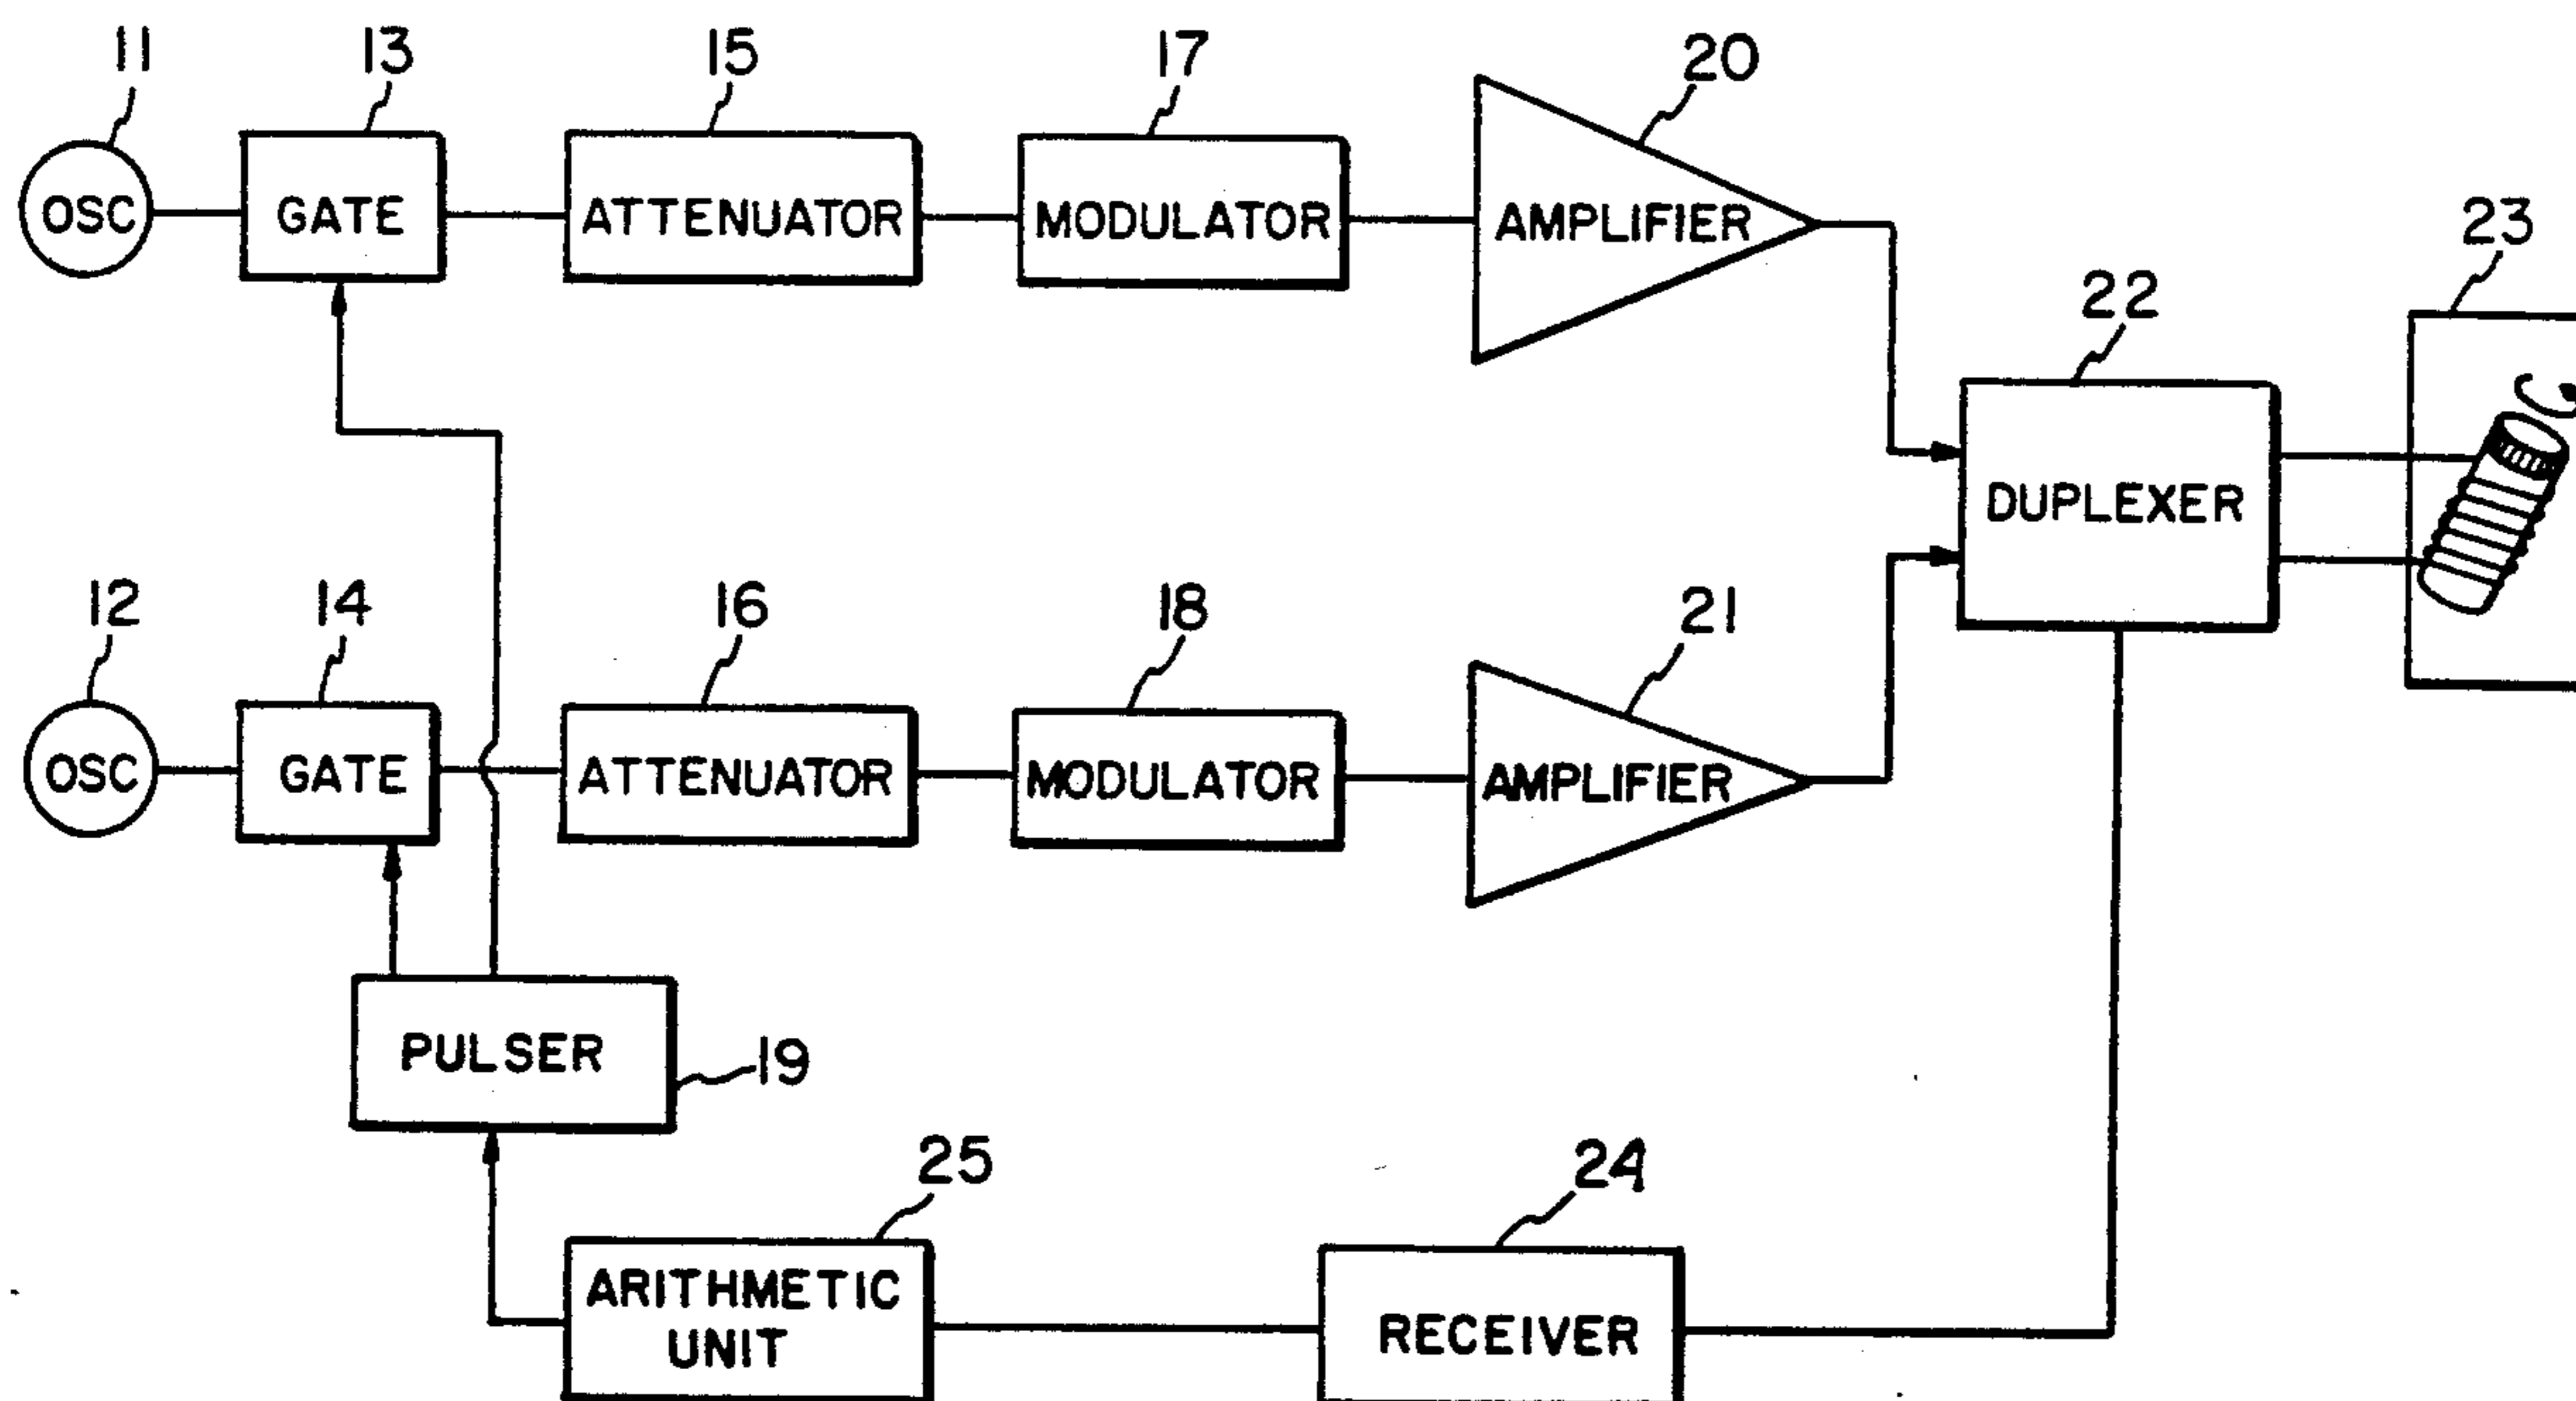 11
13
15
17
20
OSC
GATE
ATTENUATOR
MODULATOR
AMPLIFIER
23
22
DUPLEXER
12
14
16
18
21
OSC
GATE
ATTENUATOR
MODULATOR
AMPLIFIER
PULSER
19
25
24
ARITHMETIC
UNIT
RECEIVER